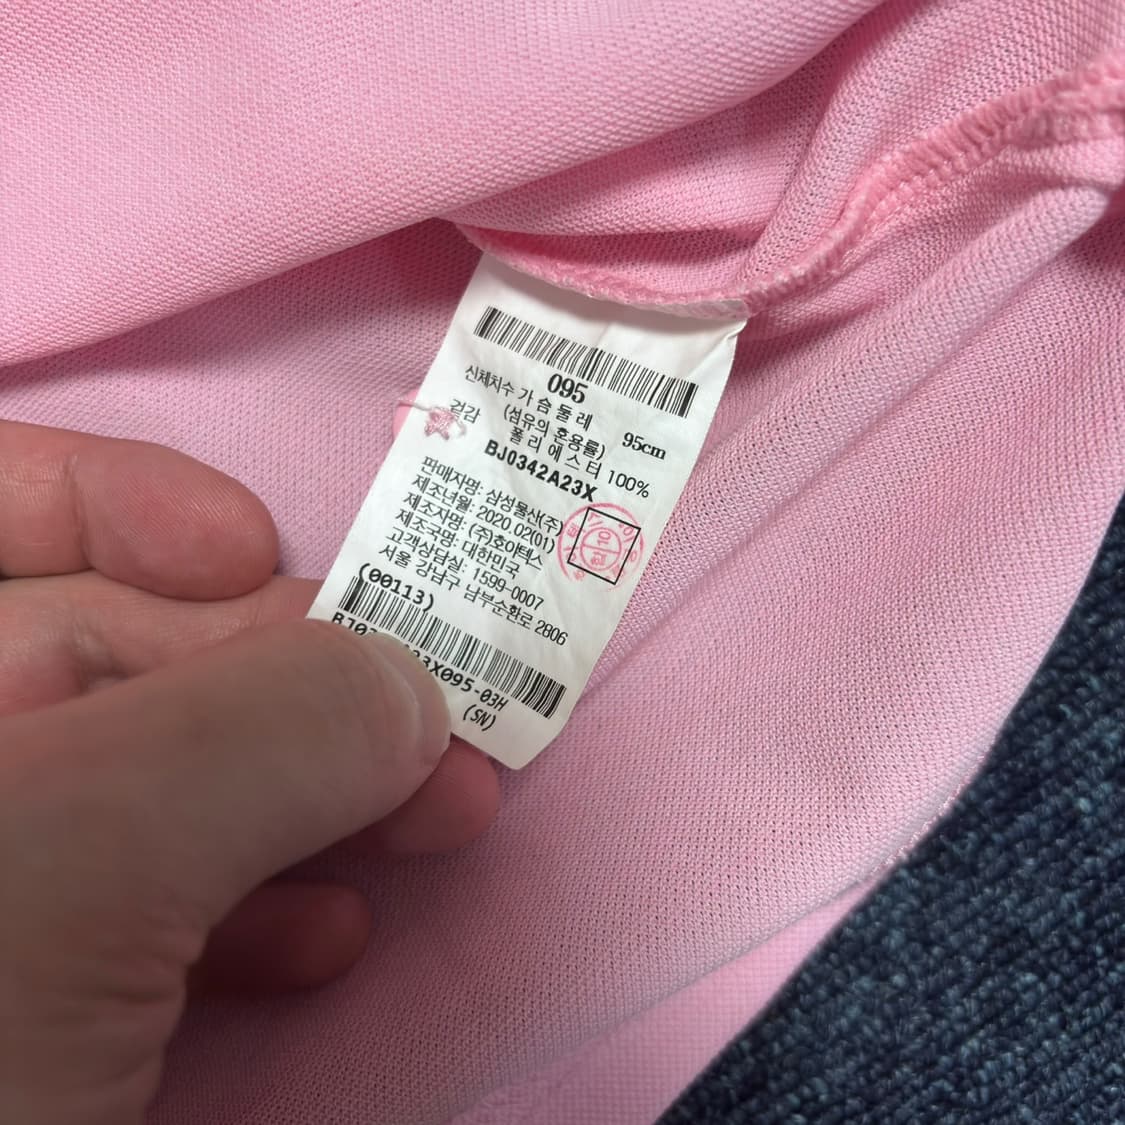 095
신체치수 가 슴 둘 레 95cm
겉감 (섬유의 혼용률)
폴 리 에 스 터 100%
BJ0342A23X
판매자명: 삼성물산(주)
제조년월: 2020 02(01)
제조자명: (주)호아텍스
제조국명: 대한민국
고객상담실: 1599-0007
서울 강남구 남부순환로 2806
(00113)
X095-03H
(SN)